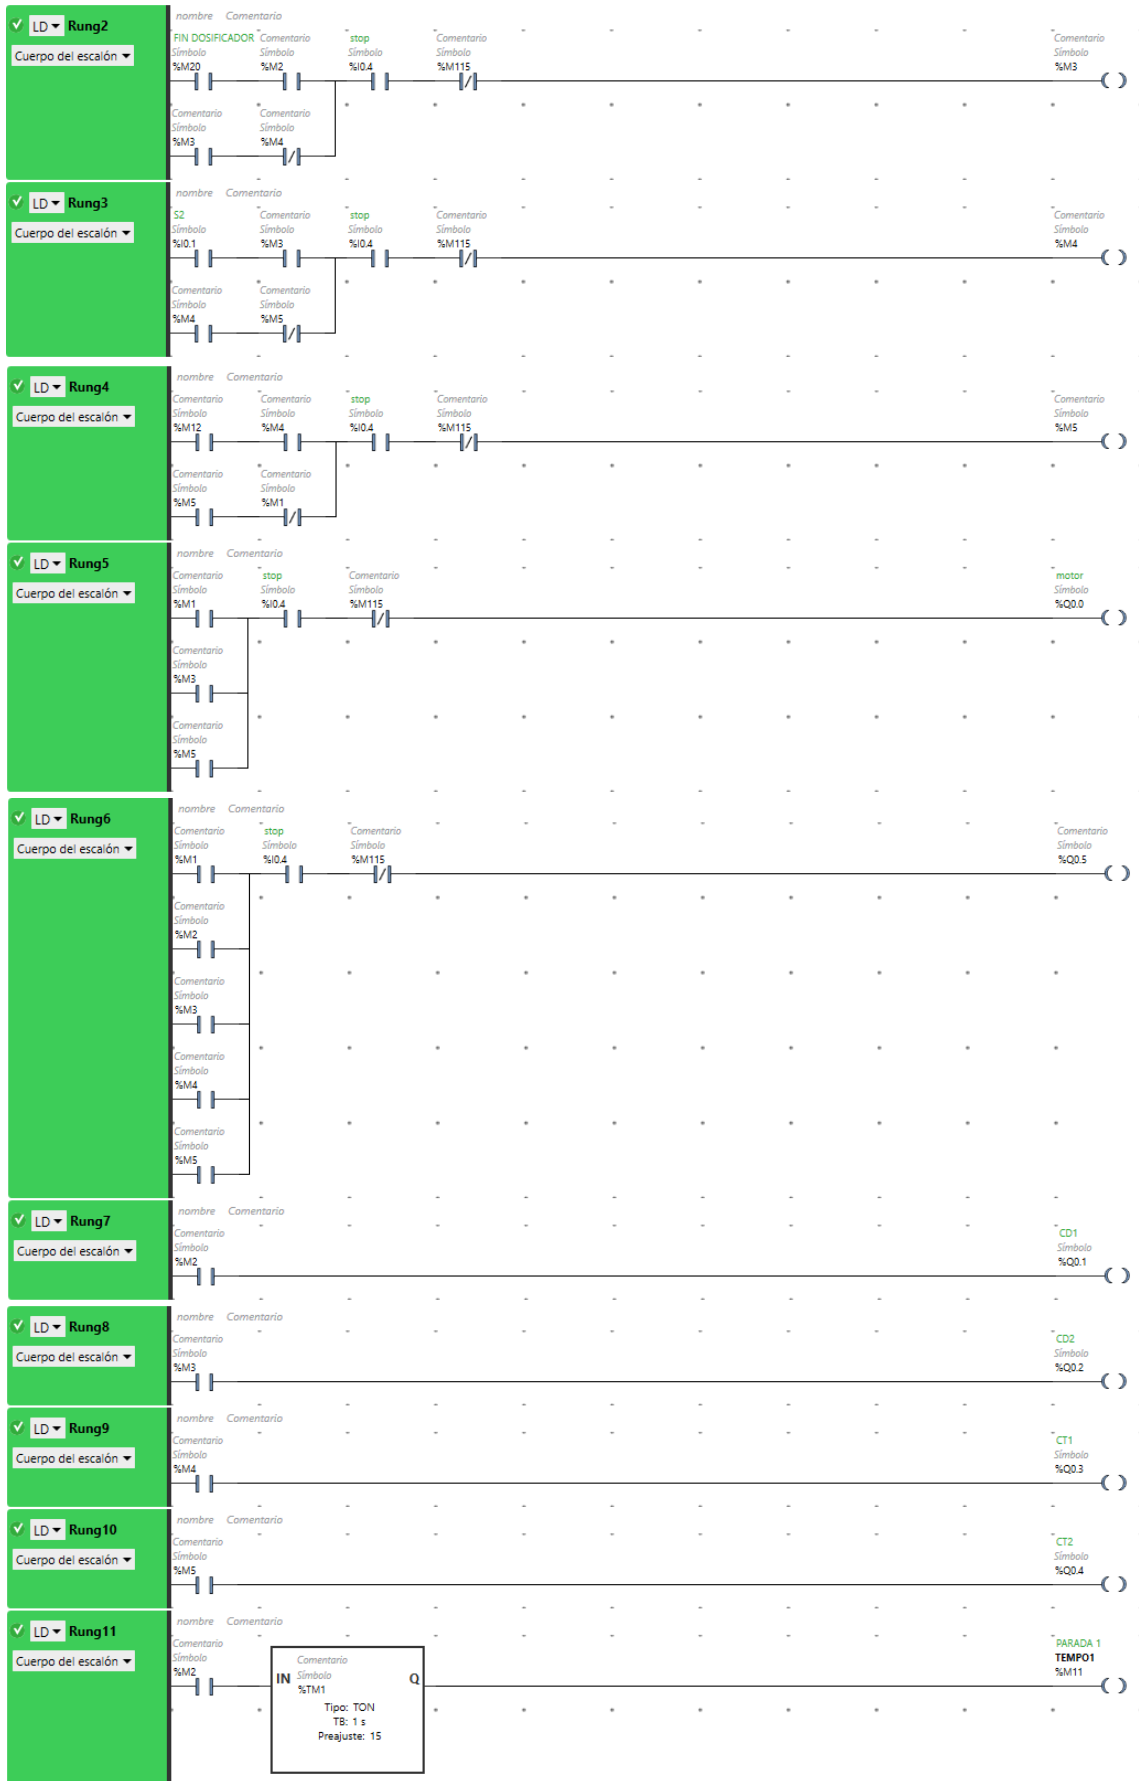 LD Rung2
Cuerpo del escalón
nombre Comentario
FIN DOSIFICADOR Comentario stop Comentario Comentario
Símbolo Símbolo Símbolo Símbolo Símbolo
%M20 %M2 %I0.4 %M115 %M3
Comentario Comentario
Símbolo Símbolo
%M3 %M4
LD Rung3
Cuerpo del escalón
nombre Comentario
S2 Comentario stop Comentario Comentario
Símbolo Símbolo Símbolo Símbolo Símbolo
%I0.1 %M3 %I0.4 %M115 %M4
Comentario Comentario
Símbolo Símbolo
%M4 %M5
LD Rung4
Cuerpo del escalón
nombre Comentario
Comentario Comentario stop Comentario Comentario
Símbolo Símbolo Símbolo Símbolo Símbolo
%M12 %M4 %I0.4 %M115 %M5
Comentario Comentario
Símbolo Símbolo
%M5 %M1
LD Rung5
Cuerpo del escalón
nombre Comentario
Comentario stop Comentario motor
Símbolo Símbolo Símbolo Símbolo
%M1 %I0.4 %M115 %Q0.0
Comentario
Símbolo
%M3
Comentario
Símbolo
%M5
LD Rung6
Cuerpo del escalón
nombre Comentario
Comentario stop Comentario Comentario
Símbolo Símbolo Símbolo Símbolo
%M1 %I0.4 %M115 %Q0.5
Comentario
Símbolo
%M2
Comentario
Símbolo
%M3
Comentario
Símbolo
%M4
Comentario
Símbolo
%M5
LD Rung7
Cuerpo del escalón
nombre Comentario
Comentario CD1
Símbolo Símbolo
%M2 %Q0.1
LD Rung8
Cuerpo del escalón
nombre Comentario
Comentario CD2
Símbolo Símbolo
%M3 %Q0.2
LD Rung9
Cuerpo del escalón
nombre Comentario
Comentario CT1
Símbolo Símbolo
%M4 %Q0.3
LD Rung10
Cuerpo del escalón
nombre Comentario
Comentario CT2
Símbolo Símbolo
%M5 %Q0.4
LD Rung11
Cuerpo del escalón
nombre Comentario
Comentario PARADA 1
Símbolo TEMPO1
%M2 %M11
Comentario
IN Símbolo Q
%TM1
Tipo: TON
TB: 1 s
Preajuste: 15